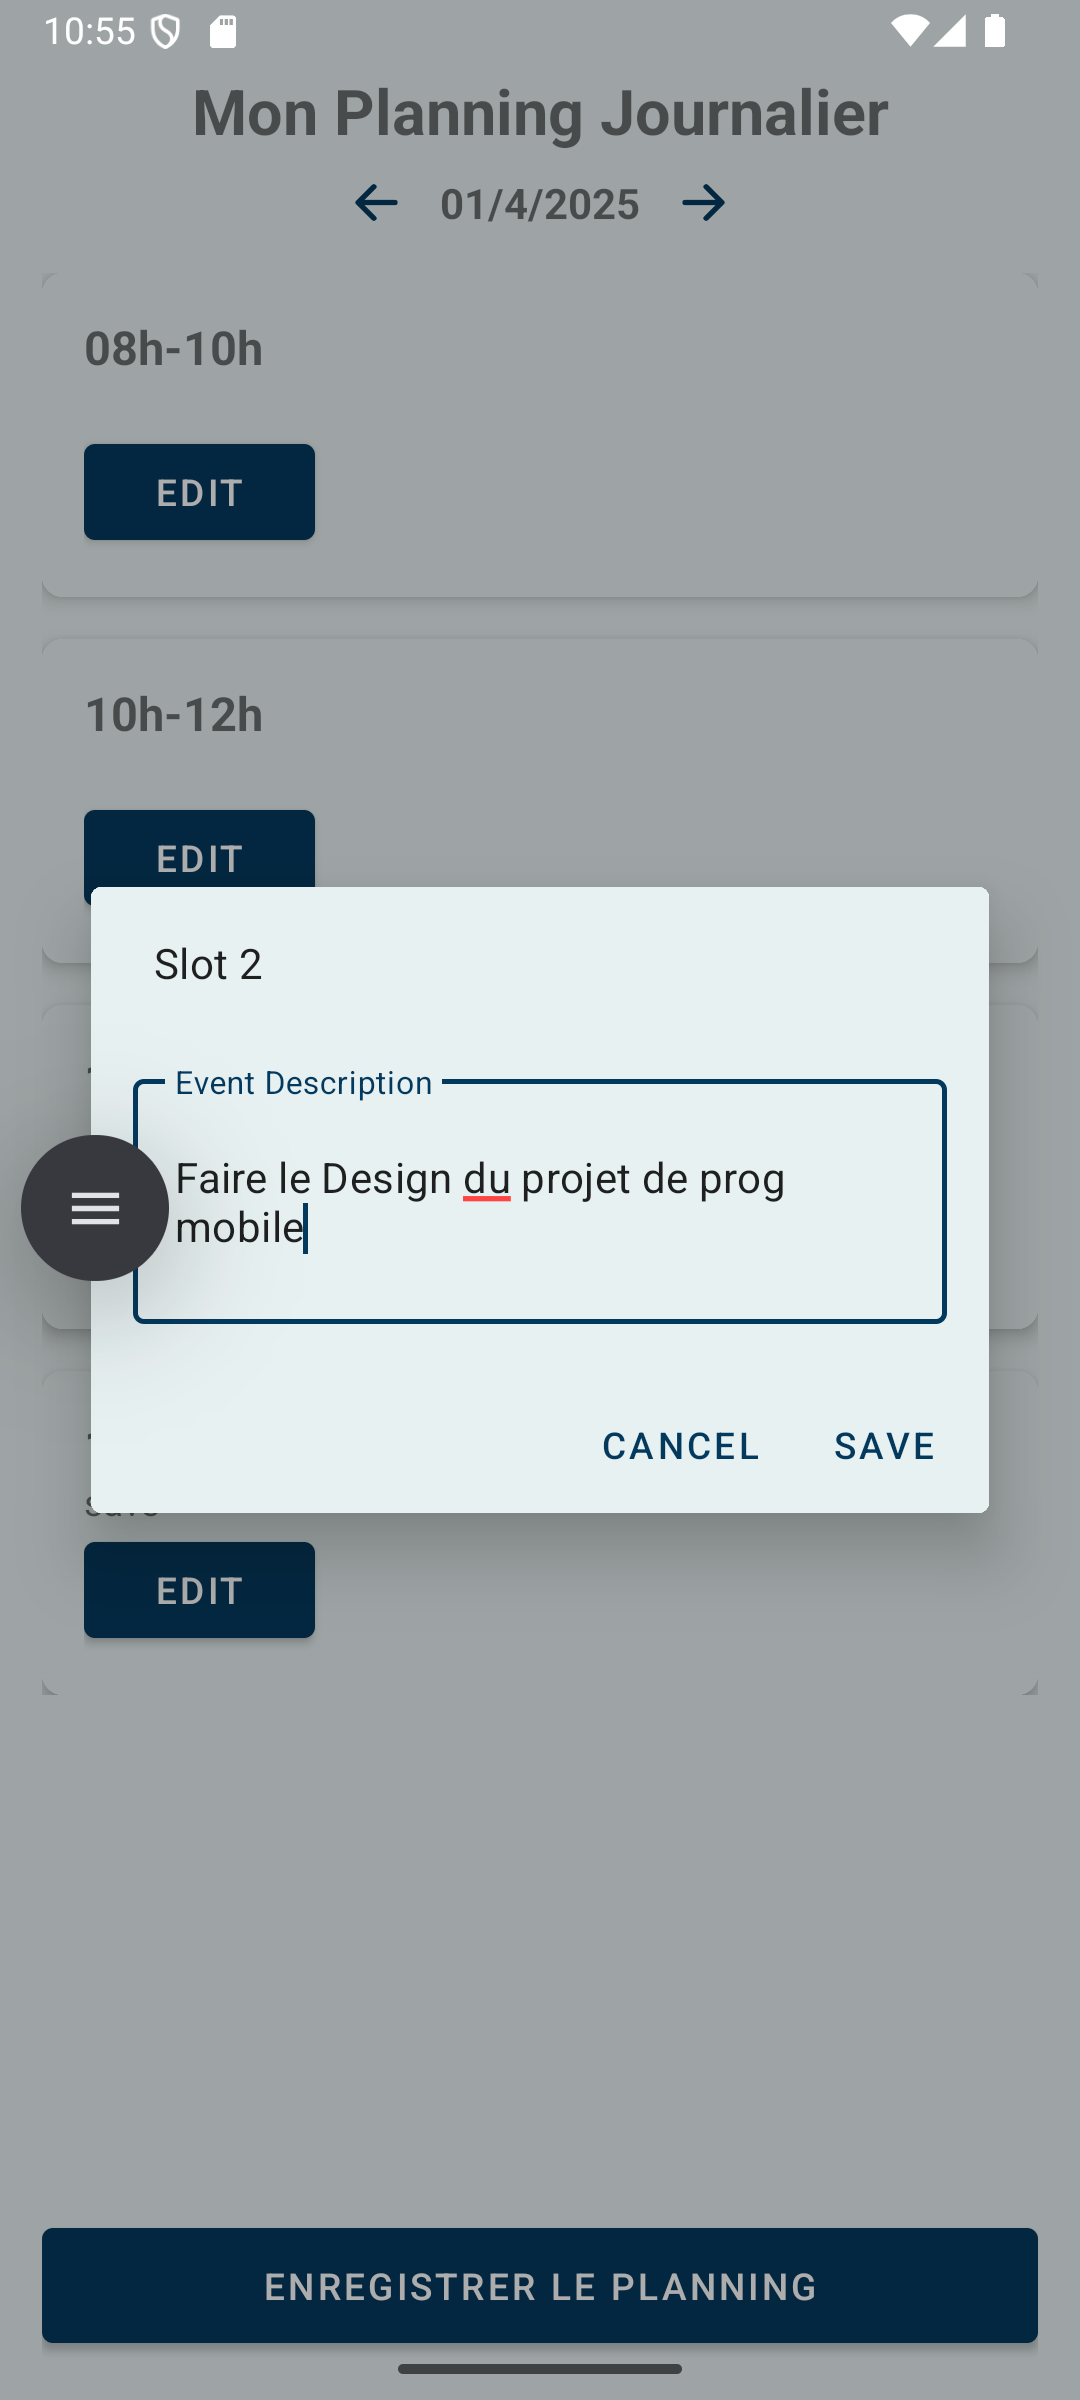 10:55
Mon Planning Journalier
01/4/2025
08h-10h
EDIT
10h-12h
EDIT
Slot 2
Event Description
Faire le Design du projet de prog
mobile
CANCEL SAVE
EDIT
ENREGISTRER LE PLANNING